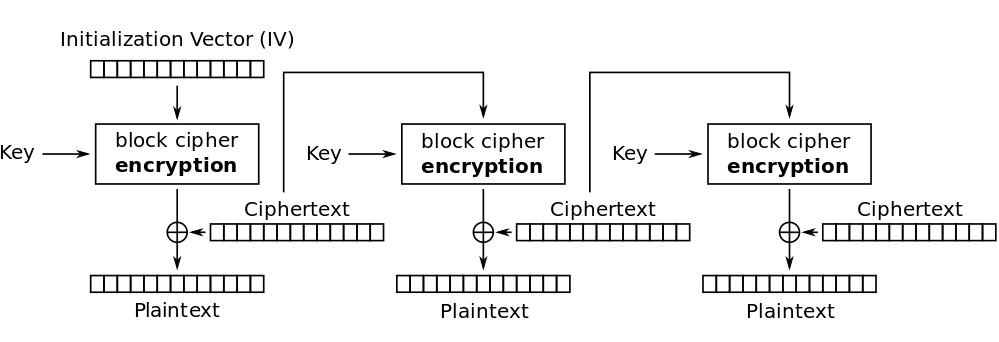 Initialization Vector (IV)
Key
block cipher
encryption
Ciphertext
Plaintext
Key
block cipher
encryption
Ciphertext
Plaintext
Key
block cipher
encryption
Ciphertext
Plaintext